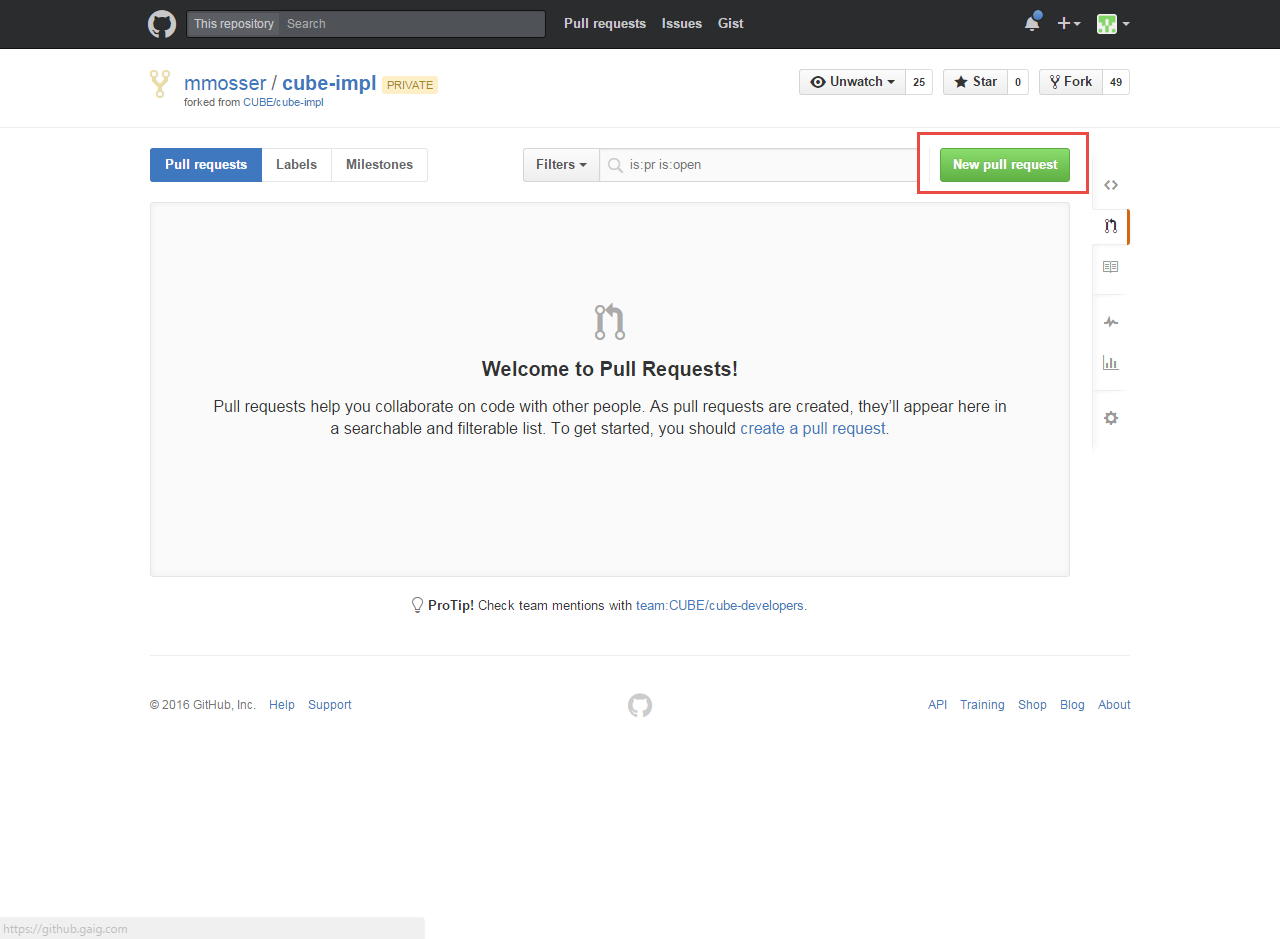 This repository Search Pull requests Issues Gist
mmosser / cube-impl PRIVATE
forked from CUBE/cube-impl
Unwatch 25 Star 0 Fork 49
Pull requests Labels Milestones Filters is:pr is:open New pull request
Welcome to Pull Requests!
Pull requests help you collaborate on code with other people. As pull requests are created, they’ll appear here in
a searchable and filterable list. To get started, you should create a pull request.
ProTip! Check team mentions with team:CUBE/cube-developers.
© 2016 GitHub, Inc. Help Support API Training Shop Blog About
https://github.gaig.com